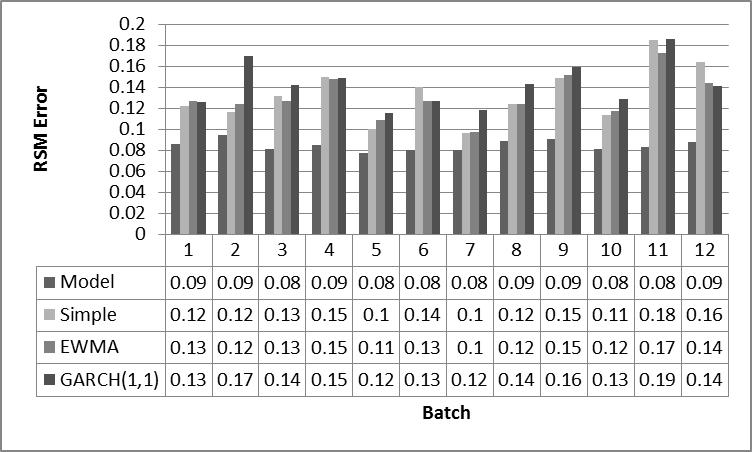 0.2
0.18
0.16
0.14
0.12
0.1
0.08
0.06
0.04
0.02
0
RSM Error
1 2 3 4 5 6 7 8 9 10 11 12
Model 0.09 0.09 0.08 0.09 0.08 0.08 0.08 0.09 0.09 0.08 0.08 0.09
Simple 0.12 0.12 0.13 0.15 0.1 0.14 0.1 0.12 0.15 0.11 0.18 0.16
EWMA 0.13 0.12 0.13 0.15 0.11 0.13 0.1 0.12 0.15 0.12 0.17 0.14
GARCH(1,1) 0.13 0.17 0.14 0.15 0.12 0.13 0.12 0.14 0.16 0.13 0.19 0.14
Batch